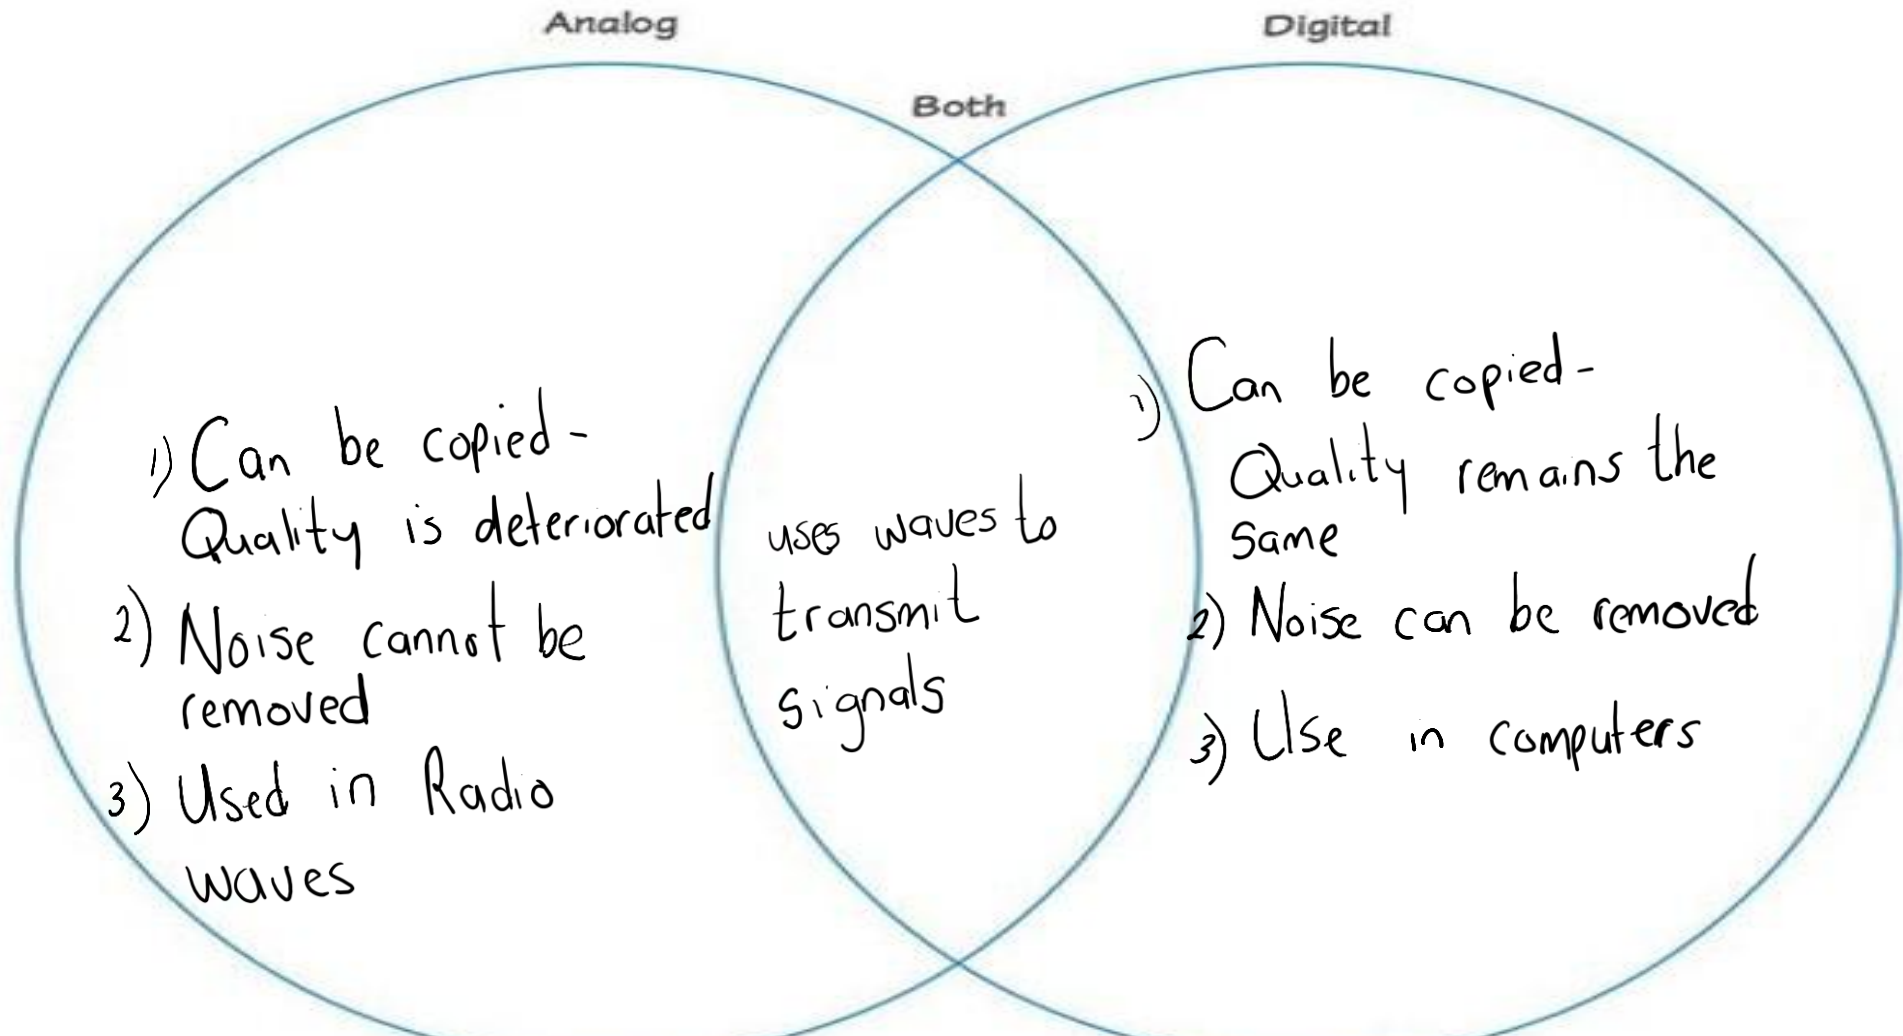 Analog
Digital
Both
1) Can be copied -
Quality is deteriorated
2) Noise cannot be
removed
3) Used in Radio
waves
uses waves to
transmit
signals
1) Can be copied -
Quality remains the
same
2) Noise can be removed
3) Use in computers